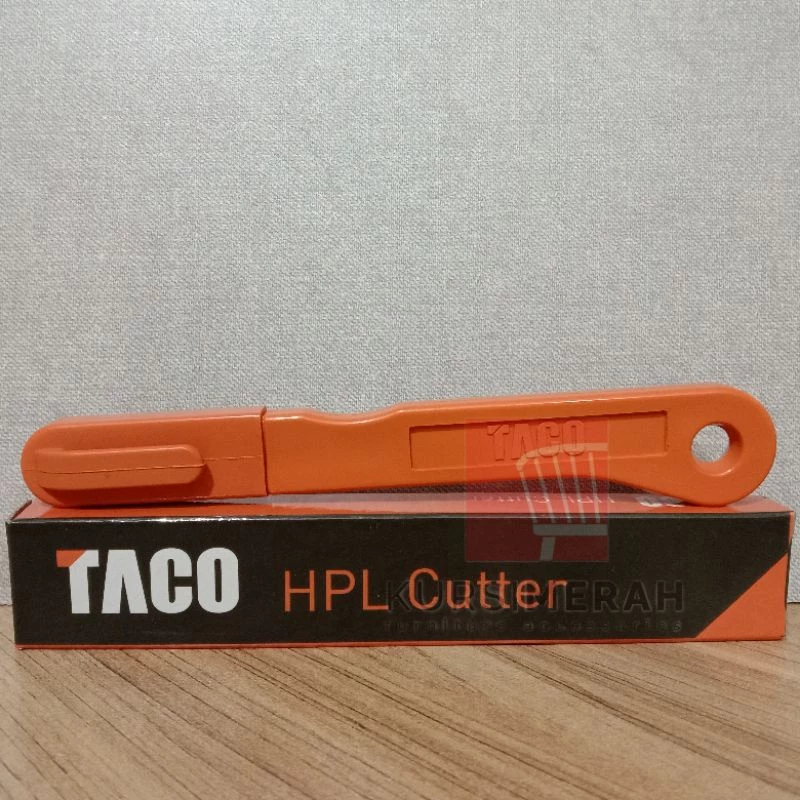 TACO
TACO HPL Cutter
KURSI MERAH
furniture accessories